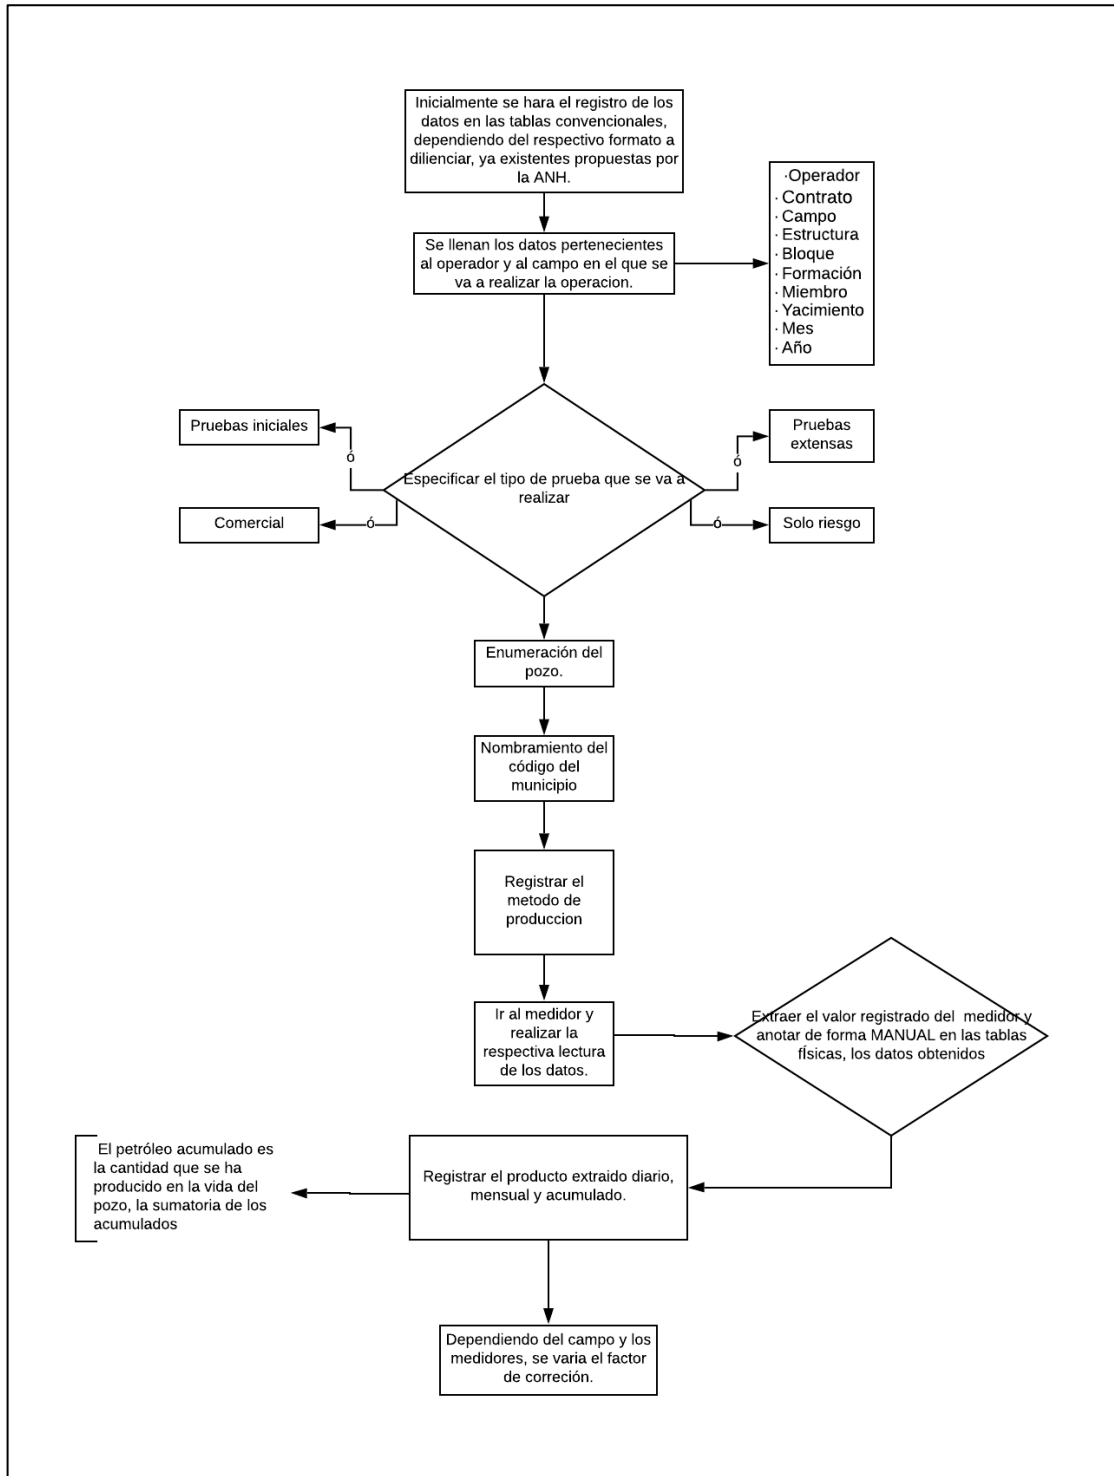 Inicialmente se hara el registro de los
datos en las tablas convencionales,
dependiendo del respectivo formato a
dilienciar, ya existentes propuestas por
la ANH.
Se llenan los datos pertenecientes
al operador y al campo en el que se
va a realizar la operacion.
·Operador
· Contrato
· Campo
· Estructura
· Bloque
· Formación
· Miembro
· Yacimiento
· Mes
· Año
Pruebas iniciales
ó
Comercial
ó
Especificar el tipo de prueba que se va a
realizar
Pruebas
extensas
ó
Solo riesgo
ó
Enumeración del
pozo.
Nombramiento del
código del
municipio
Registrar el
metodo de
produccion
Ir al medidor y
realizar la
respectiva lectura
de los datos.
Extraer el valor registrado del medidor y
anotar de forma MANUAL en las tablas
físicas, los datos obtenidos
Registrar el producto extraido diario,
mensual y acumulado.
El petróleo acumulado es
la cantidad que se ha
producido en la vida del
pozo, la sumatoria de los
acumulados
Dependiendo del campo y los
medidores, se varia el factor
de correción.